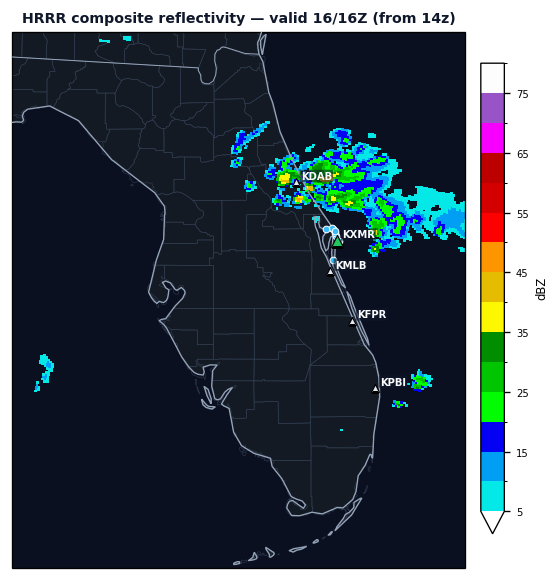 HRRR composite reflectivity — valid 16/16Z (from 14z)
KDAB
KXMR
KMLB
KFPR
KPBI
75
65
55
45
35
25
15
5
dBZ